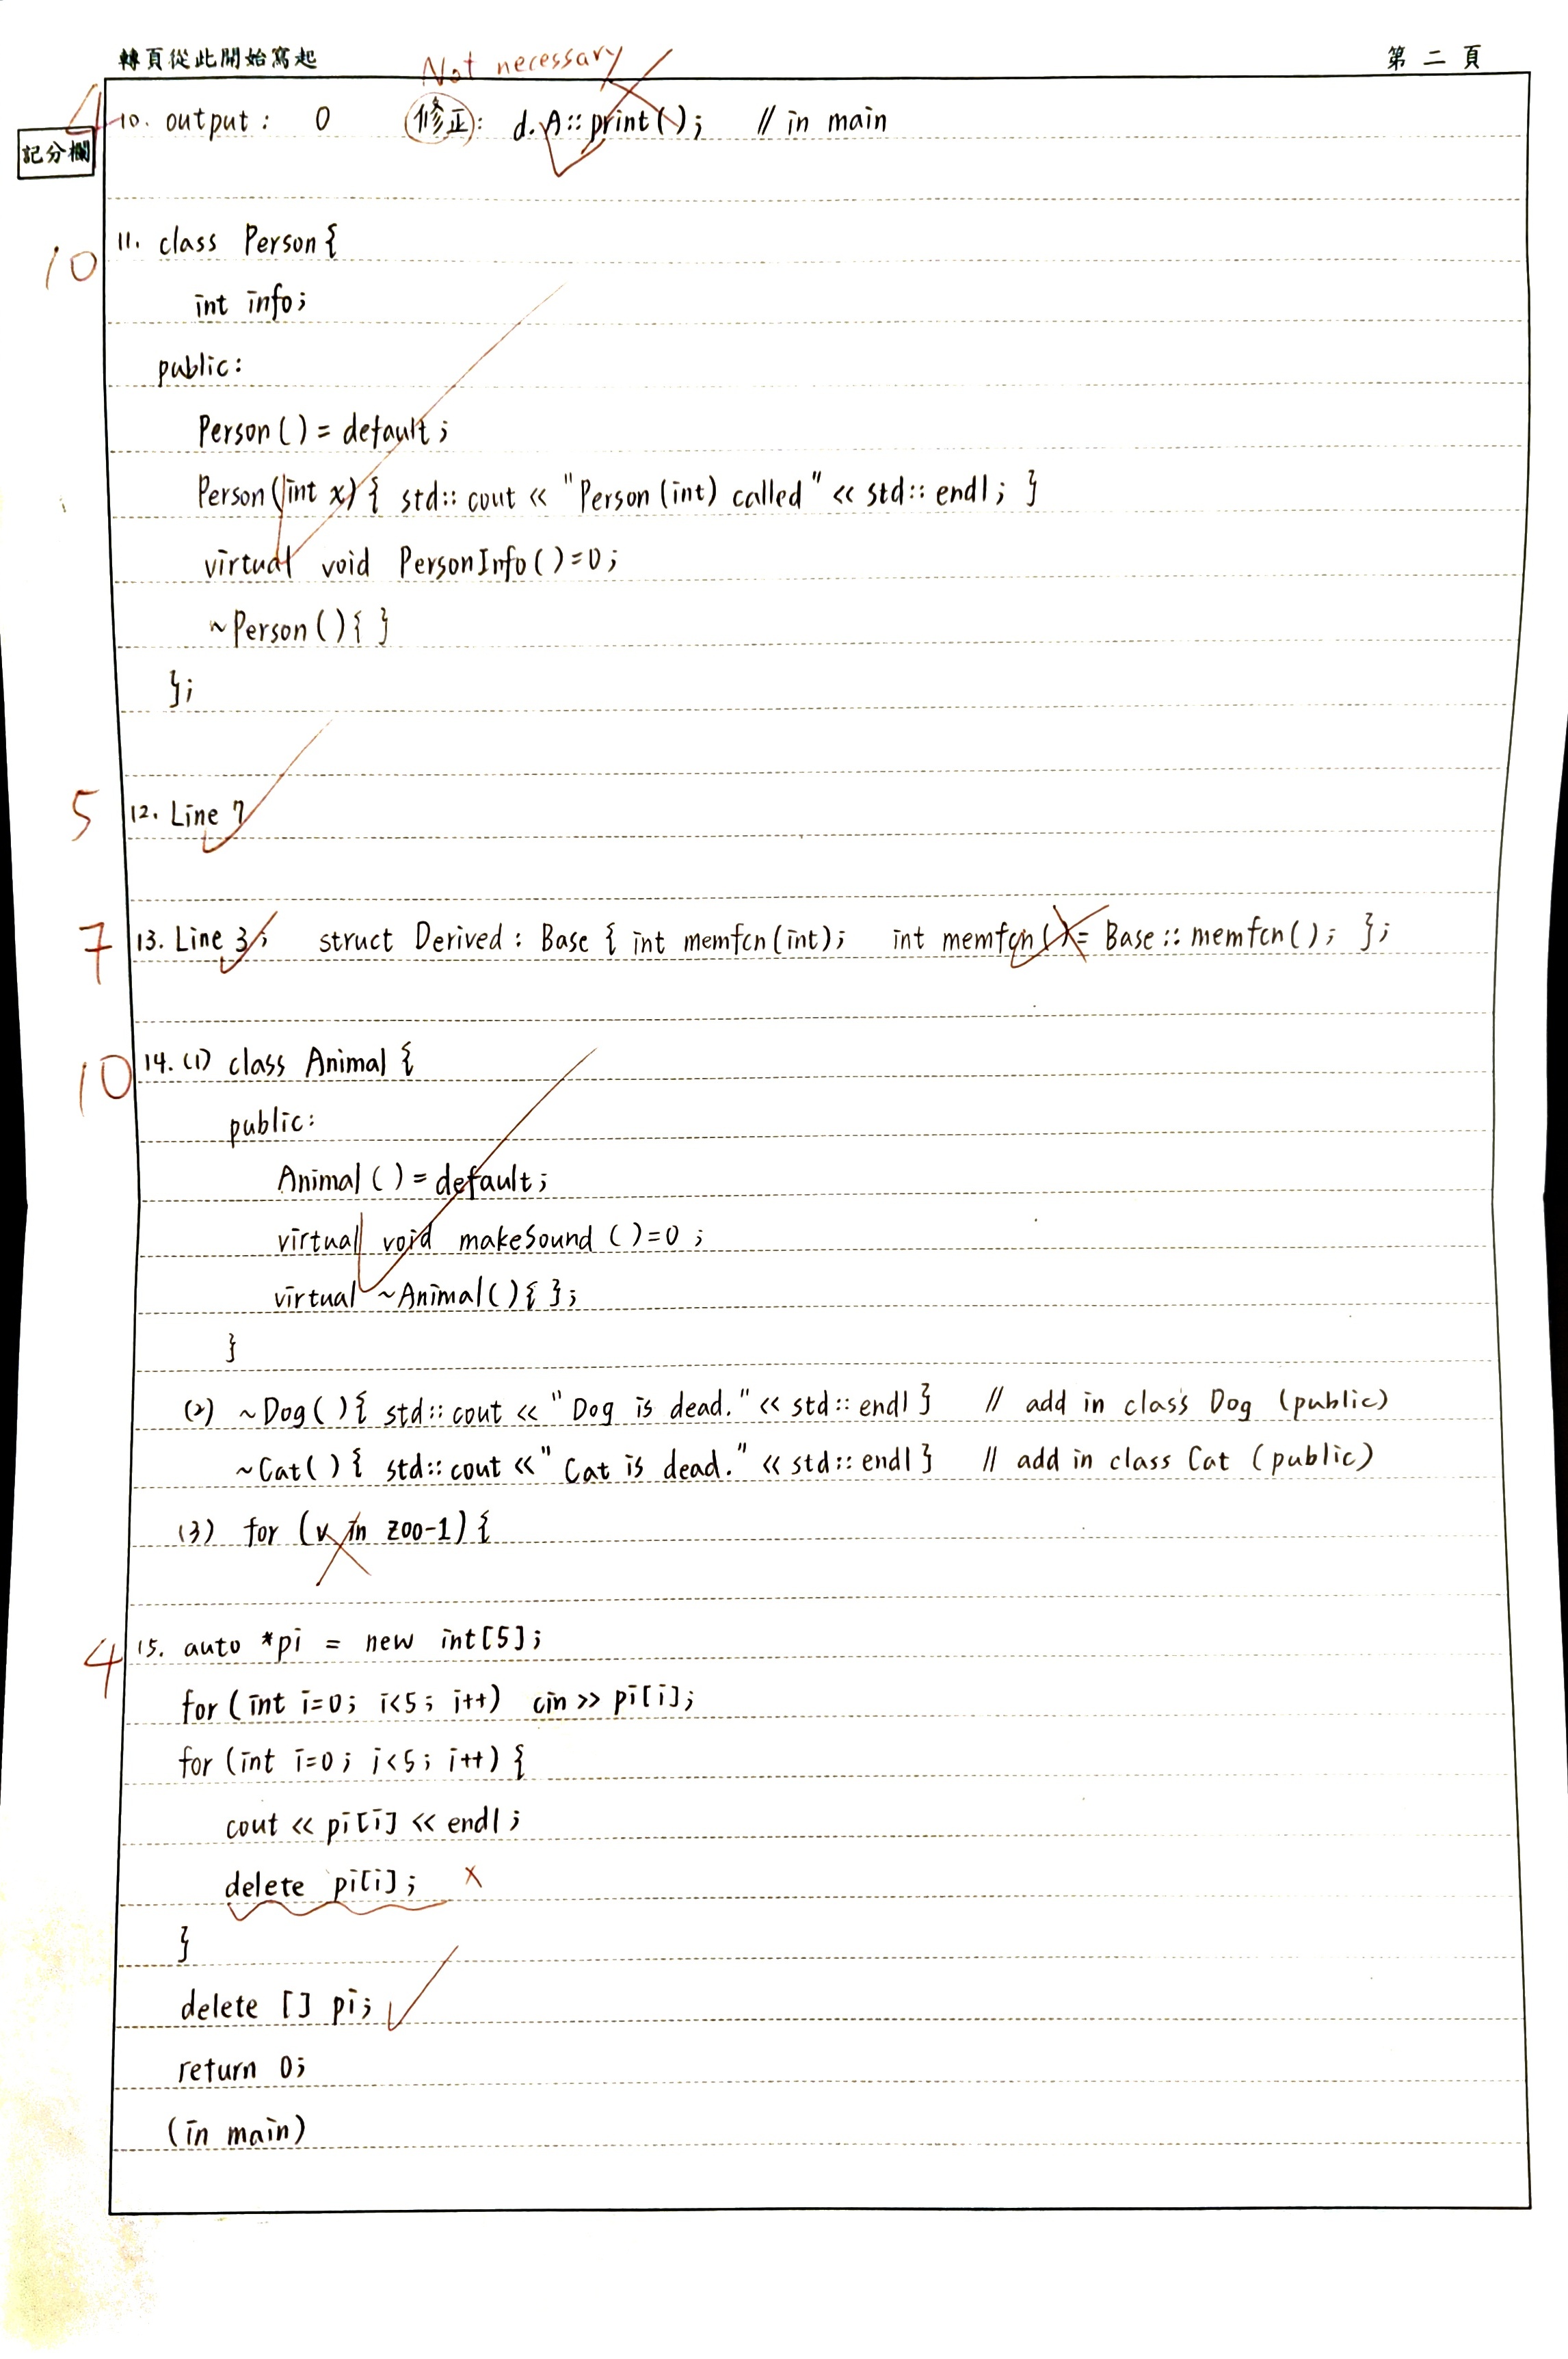 轉頁從此開始寫起
第二頁
Not necessary
4
10. output : 0 修正 : d.A::print(); // in main
記分欄
10
11. class Person {
int info;
public:
Person() = default;
Person(int x) { std::cout << "Person (int) called" << std::endl; }
virtual void PersonInfo()=0;
~Person(){ }
};
5
12. Line 7
7
13. Line 3; struct Derived : Base { int memfcn(int); int memfcn() = Base::memfcn(); };
10
14. (1) class Animal {
public:
Animal () = default;
virtual void makeSound ()=0 ;
virtual ~Animal(){ };
}
(2) ~Dog(){ std::cout << "Dog is dead." << std::endl } // add in class Dog (public)
~Cat(){ std::cout << "Cat is dead." << std::endl } // add in class Cat (public)
(3) for (v in zoo-1) {
4
15. auto *pi = new int[5];
for (int i=0; i<5; i++) cin >> pi[i];
for (int i=0; i<5; i++) {
cout << pi[i] << endl;
delete pi[i]; x
}
delete [] pi;
return 0;
(in main)